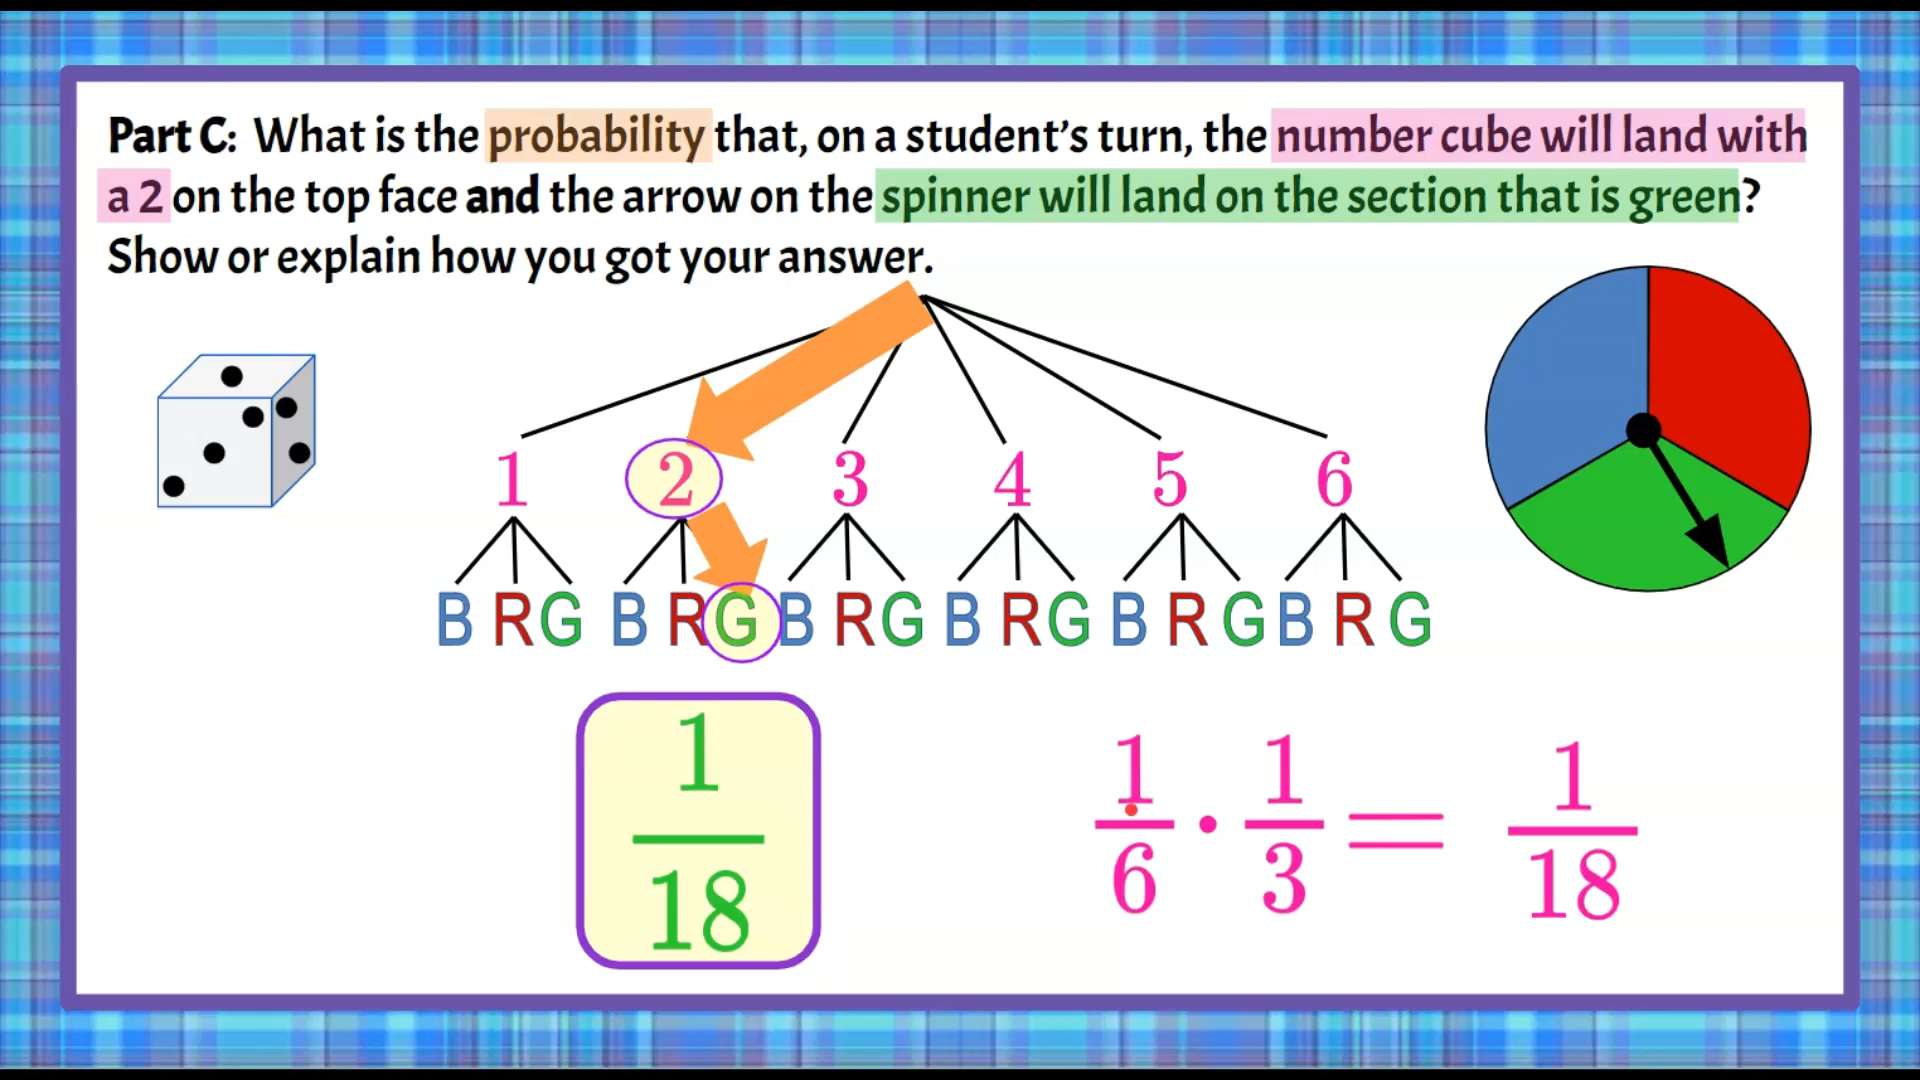 Part C: What is the probability that, on a student's turn, the number cube will land with
a 2 on the top face and the arrow on the spinner will land on the section that is green?
Show or explain how you got your answer.
1 2 3 4 5 6
B R G B R G B R G B R G B R G B R G
1/18
1/6 · 1/3 = 1/18